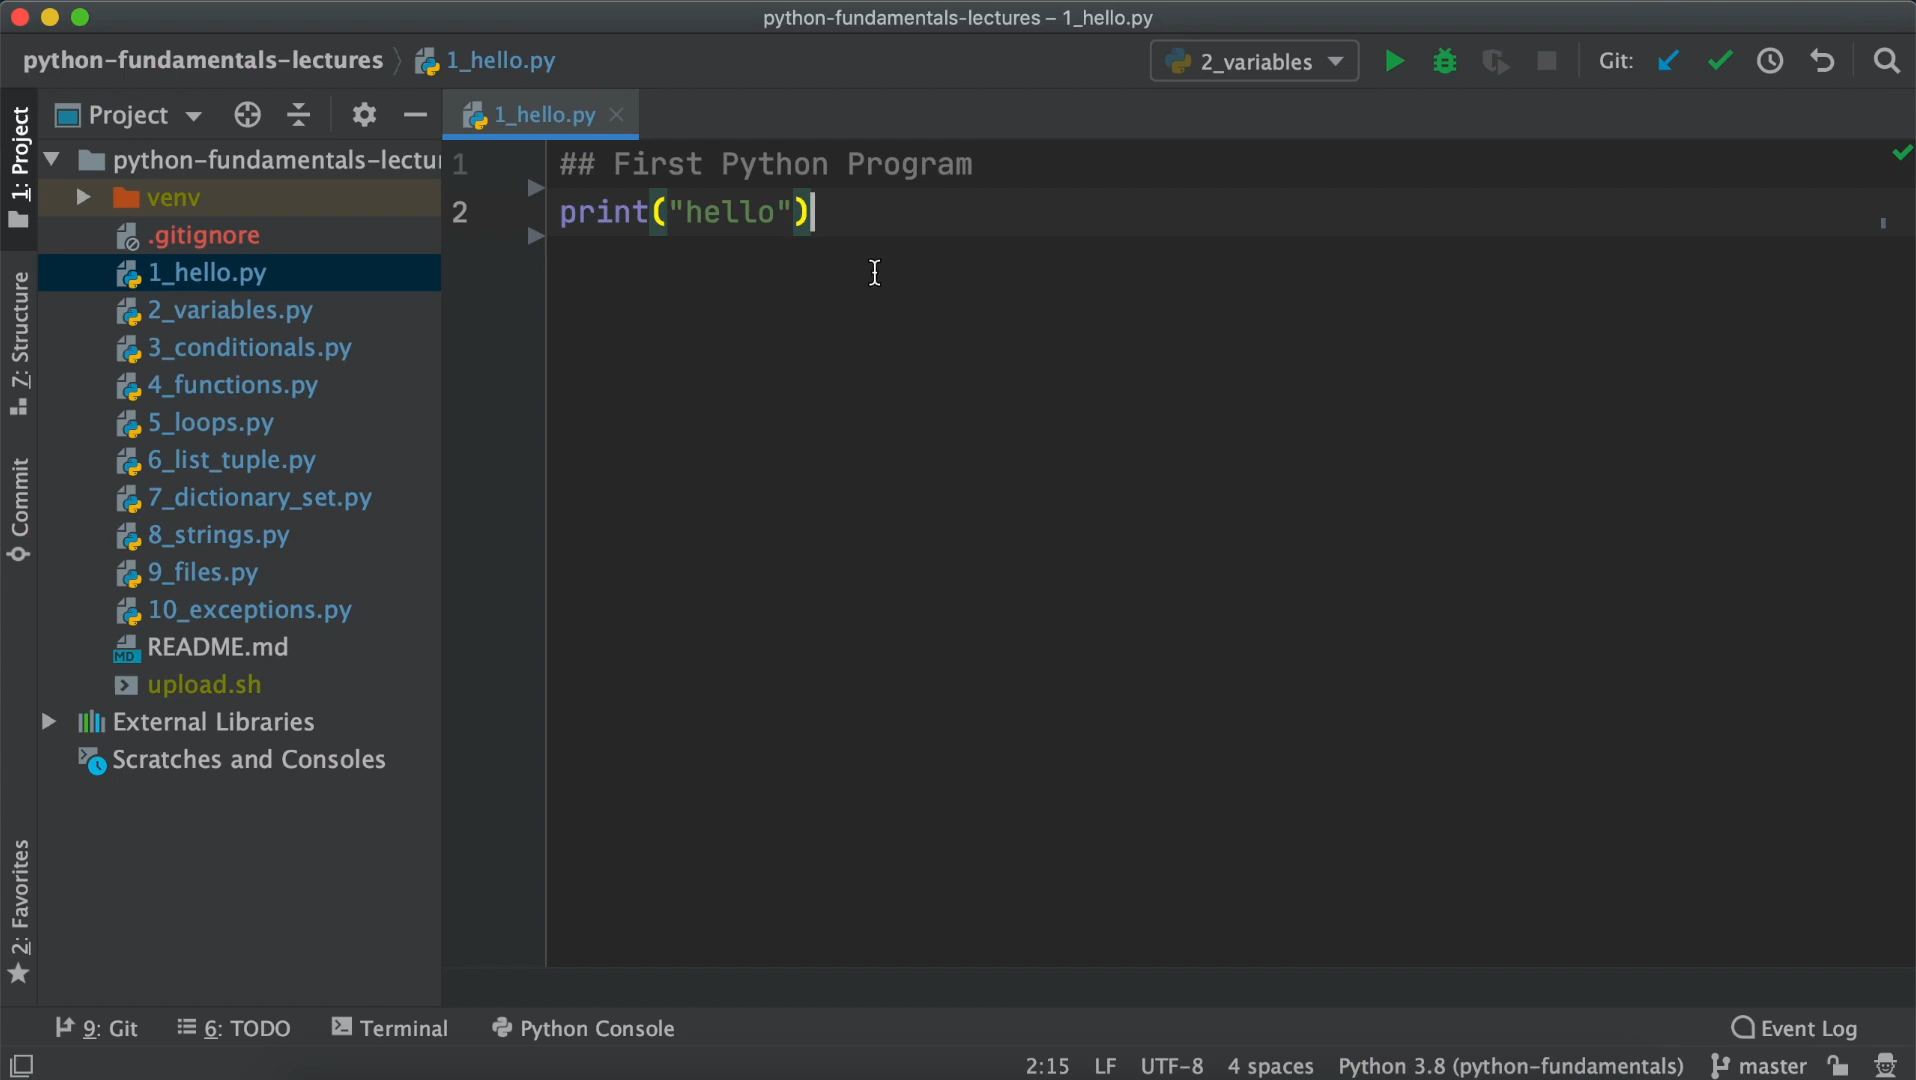 python-fundamentals-lectures – 1_hello.py
python-fundamentals-lectures 1_hello.py 2_variables Git:
1: Project
Z: Structure
Commit
2: Favorites
Project
python-fundamentals-lectur
venv
.gitignore
1_hello.py
2_variables.py
3_conditionals.py
4_functions.py
5_loops.py
6_list_tuple.py
7_dictionary_set.py
8_strings.py
9_files.py
10_exceptions.py
MD README.md
upload.sh
External Libraries
Scratches and Consoles
1_hello.py
1 ## First Python Program
2 print("hello")
9: Git 6: TODO Terminal Python Console Event Log
2:15 LF UTF-8 4 spaces Python 3.8 (python-fundamentals) master